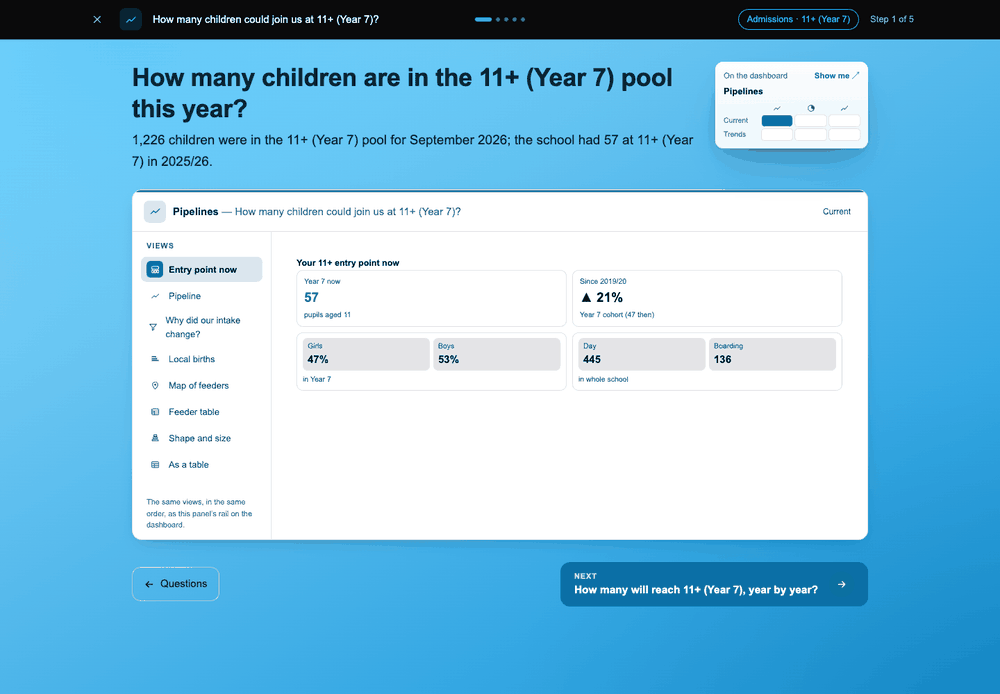 How many children could join us at 11+ (Year 7)?
Admissions · 11+ (Year 7)
Step 1 of 5
How many children are in the 11+ (Year 7) pool
this year?
1,226 children were in the 11+ (Year 7) pool for September 2026; the school had 57 at 11+ (Year
7) in 2025/26.
On the dashboard
Show me
Pipelines
Current
Trends
Pipelines — How many children could join us at 11+ (Year 7)?
Current
VIEWS
Entry point now
Pipeline
Why did our intake
change?
Local births
Map of feeders
Feeder table
Shape and size
As a table
The same views, in the same
order, as this panel's rail on the
dashboard.
Your 11+ entry point now
Year 7 now
57
pupils aged 11
Since 2019/20
▲ 21%
Year 7 cohort (47 then)
Girls
47%
Boys
53%
in Year 7
Day
445
Boarding
136
in whole school
← Questions
NEXT
How many will reach 11+ (Year 7), year by year? →